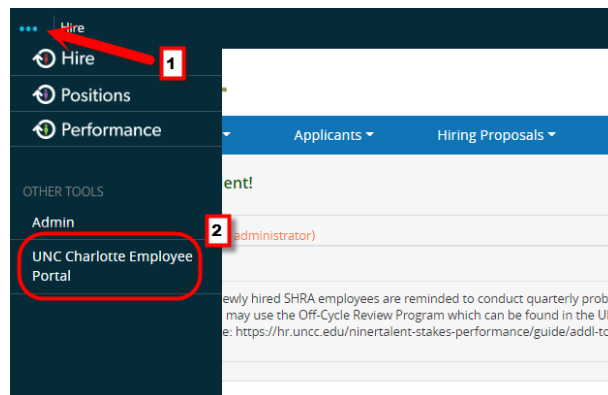 ••• Hire
Hire
1
Positions
Performance
Applicants
Hiring Proposals
ent!
OTHER TOOLS
Admin
2
administrator)
UNC Charlotte Employee
Portal
ewly hired SHRA employees are reminded to conduct quarterly prob
may use the Off-Cycle Review Program which can be found in the U
e: https://hr.uncc.edu/ninertalent-stakes-performance/guide/addl-to